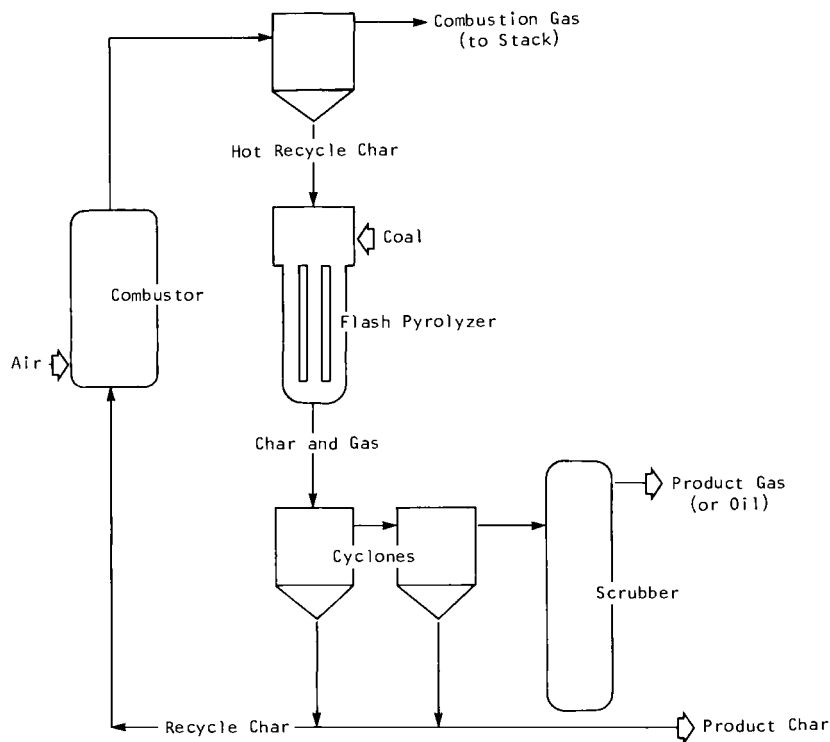 Combustion Gas
(to Stack)
Hot Recycle Char
Coal
Combustor
Flash Pyrolyzer
Air
Char and Gas
Product Gas
(or Oil)
Cyclones
Scrubber
Recycle Char
Product Char